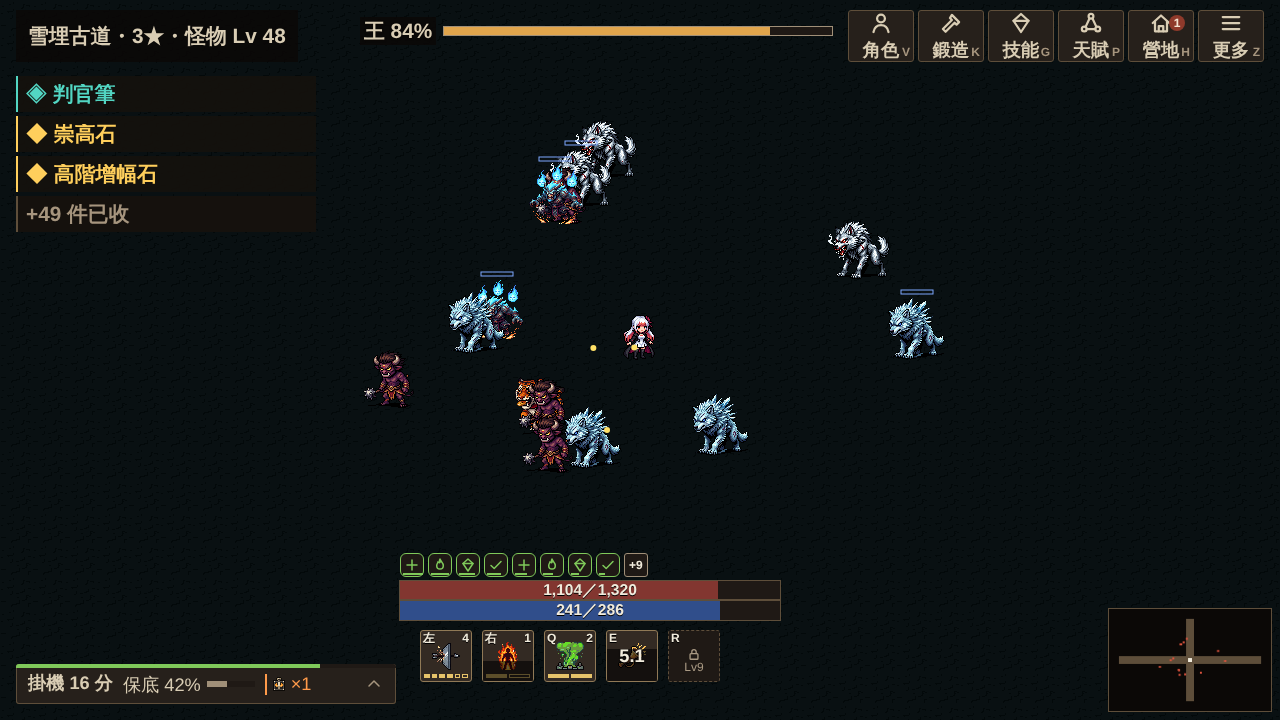 雪埋古道・3★・怪物 Lv 48
王 84%
角色 V
鍛造 K
技能 G
天賦 P
1
營地 H
更多 Z
判官筆
崇高石
高階增幅石
+49 件已收
+9
1,104／1,320
241／286
左 4
右 1
Q 2
E 5.1
R Lv9
掛機 16 分 保底 42% ×1